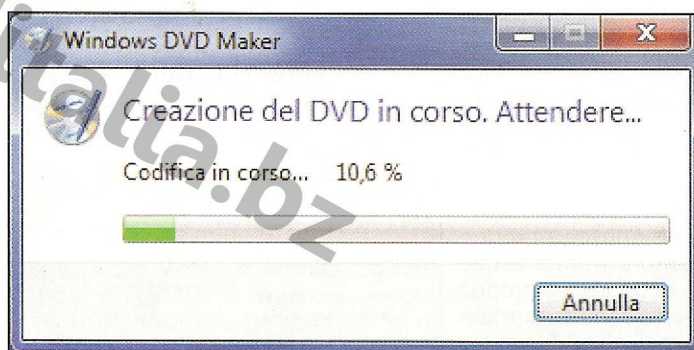 Windows DVD Maker
Creazione del DVD in corso. Attendere...
Codifica in corso... 10,6 %
Annulla
italia.bz